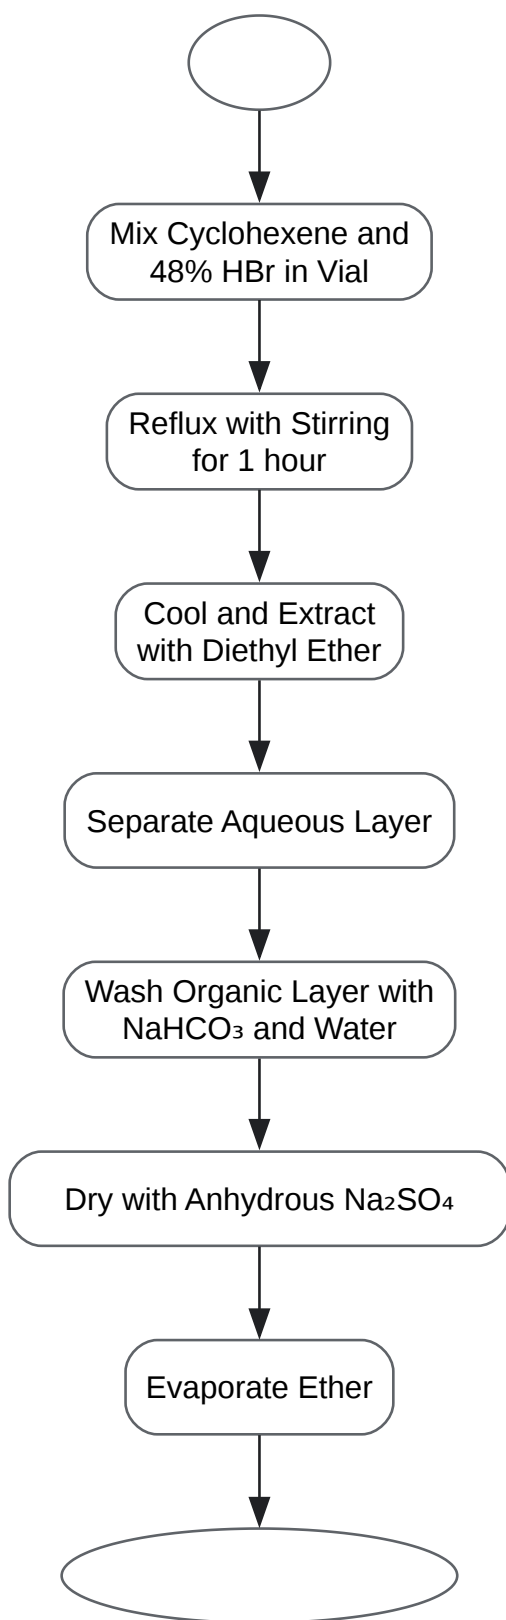 Mix Cyclohexene and
48% HBr in Vial
Reflux with Stirring
for 1 hour
Cool and Extract
with Diethyl Ether
Separate Aqueous Layer
Wash Organic Layer with
NaHCO₃ and Water
Dry with Anhydrous Na₂SO₄
Evaporate Ether